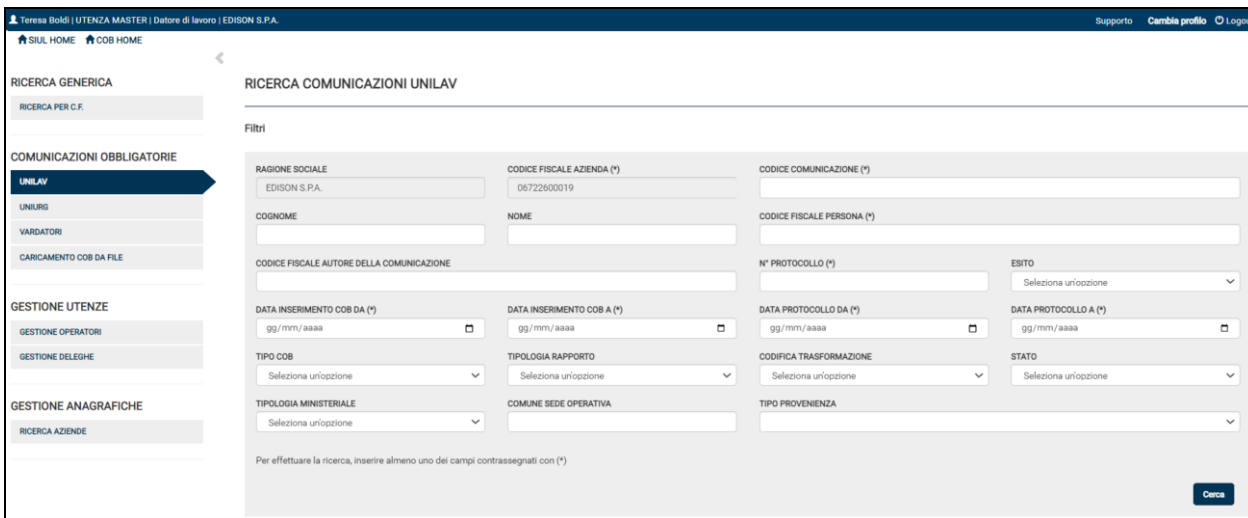 Teresa Boldi | UTENZA MASTER | Datore di lavoro | EDISON S.P.A. Supporto Cambia profilo Logou
SIUL HOME COB HOME
RICERCA GENERICA
RICERCA PER C.F.
COMUNICAZIONI OBBLIGATORIE
UNILAV
UNIURG
VARDATORI
CARICAMENTO COB DA FILE
GESTIONE UTENZE
GESTIONE OPERATORI
GESTIONE DELEGHE
GESTIONE ANAGRAFICHE
RICERCA AZIENDE
RICERCA COMUNICAZIONI UNILAV
Filtri
RAGIONE SOCIALE CODICE FISCALE AZIENDA (*) CODICE COMUNICAZIONE (*)
EDISON S.P.A. 06722600019
COGNOME NOME CODICE FISCALE PERSONA (*)
CODICE FISCALE AUTORE DELLA COMUNICAZIONE N° PROTOCOLLO (*) ESITO
Seleziona un'opzione
DATA INSERIMENTO COB DA (*) DATA INSERIMENTO COB A (*) DATA PROTOCOLLO DA (*) DATA PROTOCOLLO A (*)
gg/mm/aaaa gg/mm/aaaa gg/mm/aaaa gg/mm/aaaa
TIPO COB TIPOLOGIA RAPPORTO CODIFICA TRASFORMAZIONE STATO
Seleziona un'opzione Seleziona un'opzione Seleziona un'opzione Seleziona un'opzione
TIPOLOGIA MINISTERIALE COMUNE SEDE OPERATIVA TIPO PROVENIENZA
Seleziona un'opzione
Per effettuare la ricerca, inserire almeno uno dei campi contrassegnati con (*)
Cerca